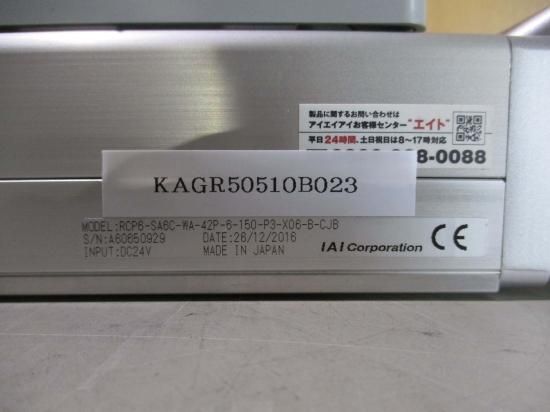 製品に関するお問い合わせは
アイエイアイお客様センター"エイト"
平日24時間、土日祝日は8～17時対応
8-0088
KAGR50510B023
MODEL:RCP6-SA6C-WA-42P-6-150-P3-X06-B-CJB
S/N:A60650929 DATE:26/12/2016
INPUT:DC24V MADE IN JAPAN
IAI Corporation
CE